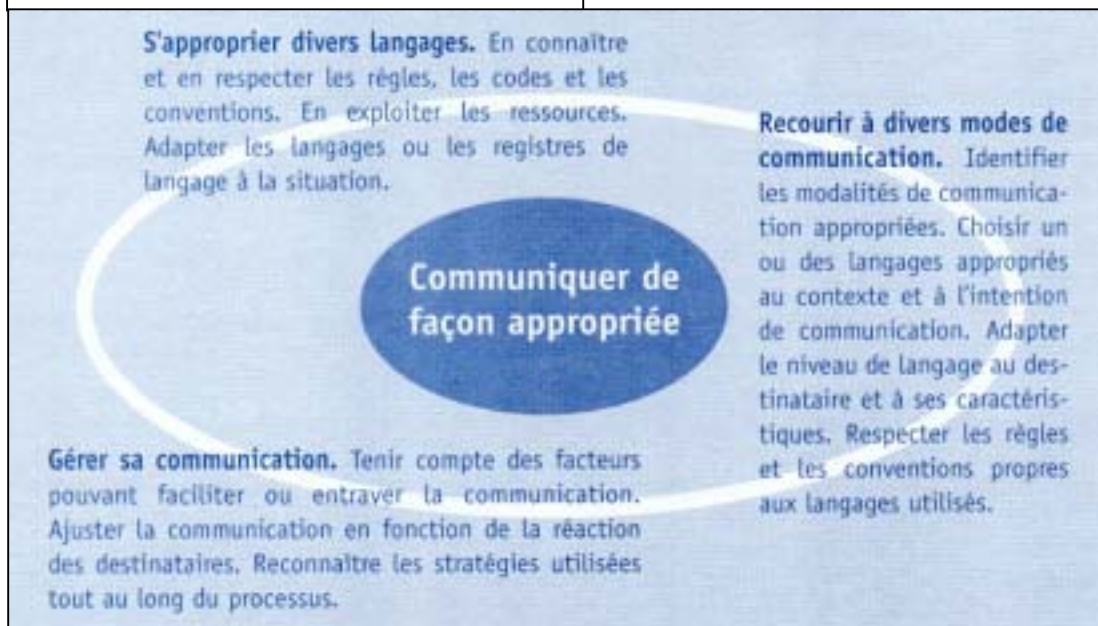 S'approprier divers langages. En connaître
et en respecter les règles, les codes et les
conventions. En exploiter les ressources.
Adapter les langages ou les registres de
langage à la situation.
Recourir à divers modes de
communication. Identifier
les modalités de communica-
tion appropriées. Choisir un
ou des langages appropriés
au contexte et à l'intention
de communication. Adapter
le niveau de langage au des-
tinataire et à ses caractéris-
tiques. Respecter les règles
et les conventions propres
aux langages utilisés.
Communiquer de
façon appropriée
Gérer sa communication. Tenir compte des facteurs
pouvant faciliter ou entraver la communication.
Ajuster la communication en fonction de la réaction
des destinataires. Reconnaître les stratégies utilisées
tout au long du processus.